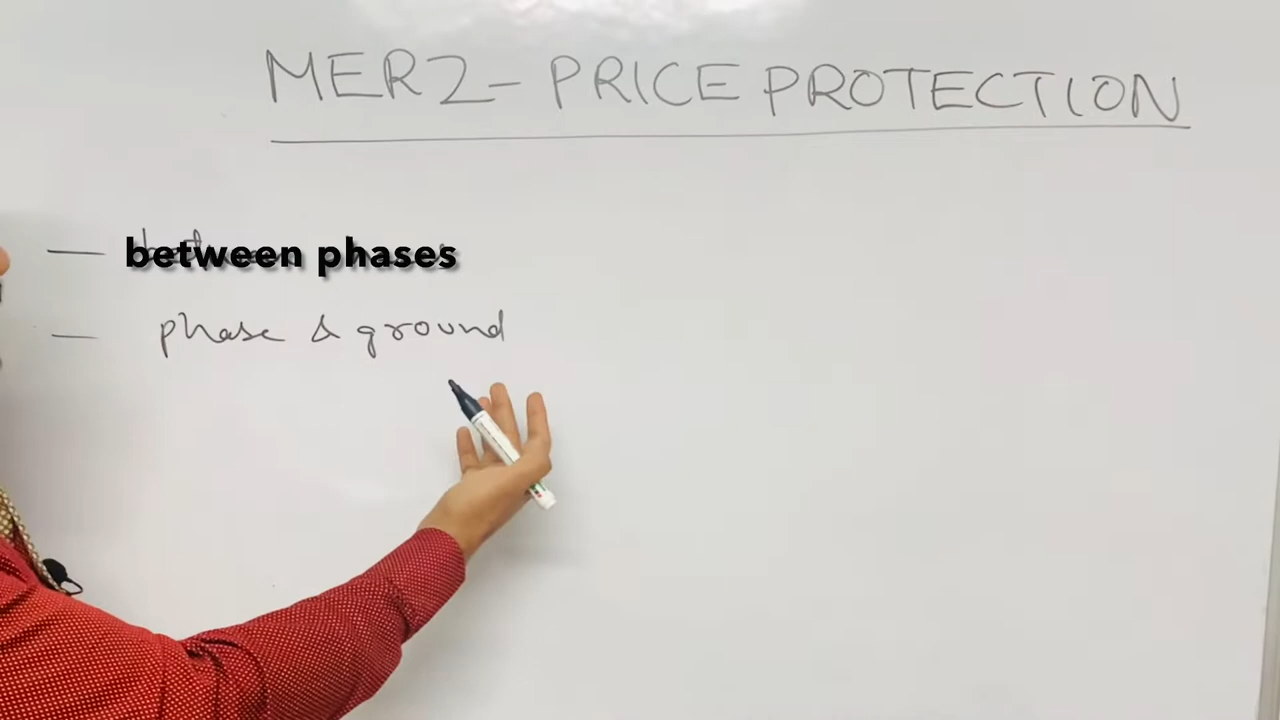 MERZ - PRICE PROTECTION
— between phases
— phase & ground